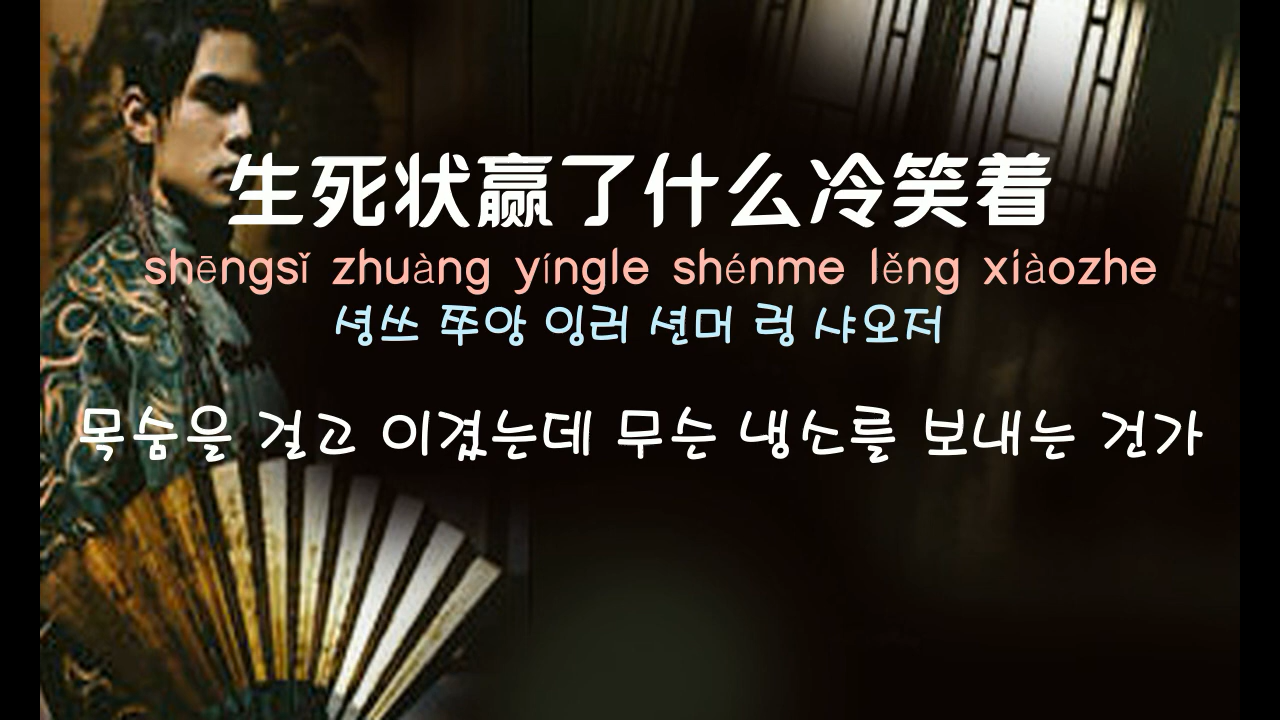 生死状赢了什么冷笑着
shēngsǐ zhuàng yíngle shénme lěng xiàozhe
셩쓰 쭈앙 잉러 션머 렁 샤오저
목숨을 걸고 이겼는데 무슨 냉소를 보내는 건가